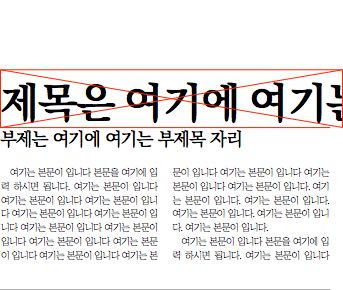 제목은 여기에 여기는
부제는 여기에 여기는 부제목 자리
여기는 본문이 입니다 본문을 여기에 입
력 하시면 됩니다. 여기는 본문이 입니다
여기는 본문이 입니다 여기는 본문이 입니
다 여기는 본문이 입니다 여기는 본문이 입
니다 여기는 본문이 입니다 여기는 본문이
입니다 여기는 본문이 입니다 여기는 본문
이 입니다 여기는 본문이 입니다 여기는 본
문이 입니다 여기는 본문이 입니다 여기는
본문이 입니다 여기는 본문이 입니다. 여기
는 본문이 입니다. 여기는 본문이 입니다.
여기는 본문이 입니다. 여기는 본문이 입니
다. 여기는 본문이 입니다.
여기는 본문이 입니다 본문을 여기에 입
력 하시면 됩니다. 여기는 본문이 입니다